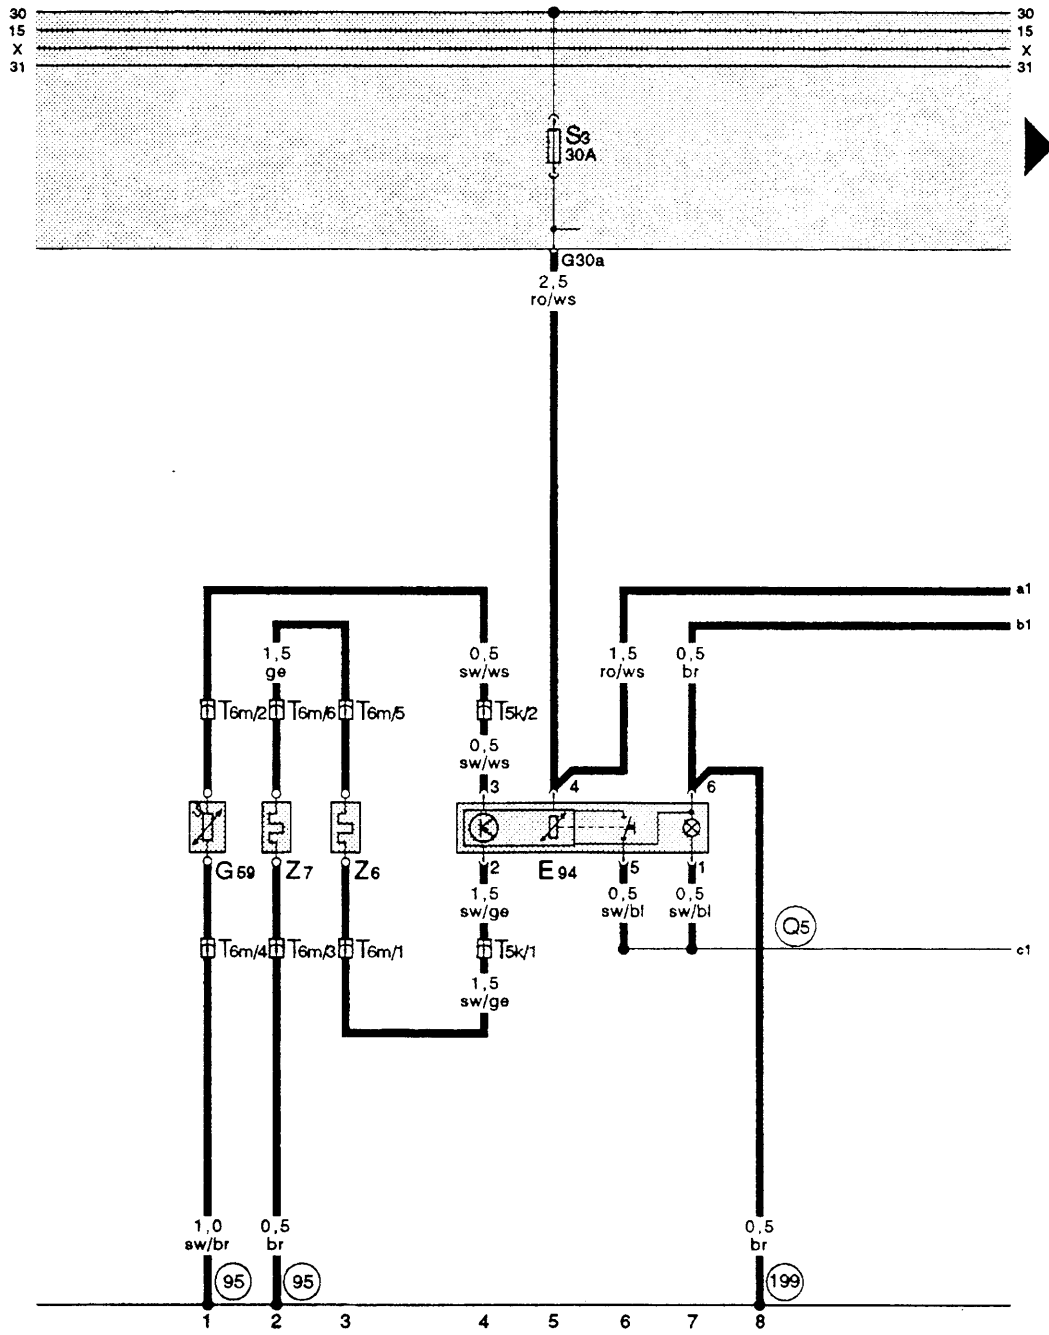 30 30
15 15
X X
31 31
S3
30A
G30a
2,5
ro/ws
a1
b1
1,5 0,5 1,5 0,5
ge sw/ws ro/ws br
T6m/2 T6m/6 T6m/5 T5k/2
0,5
sw/ws
3 4 6
G59 Z7 Z6 2 E94 5 1
1,5 0,5 0,5
sw/ge sw/bl sw/bl
Q5
T6m/4 T6m/3 T6m/1 T5k/1 c1
1,5
sw/ge
1,0 0,5 0,5
sw/br br br
95 95 199
1 2 3 4 5 6 7 8